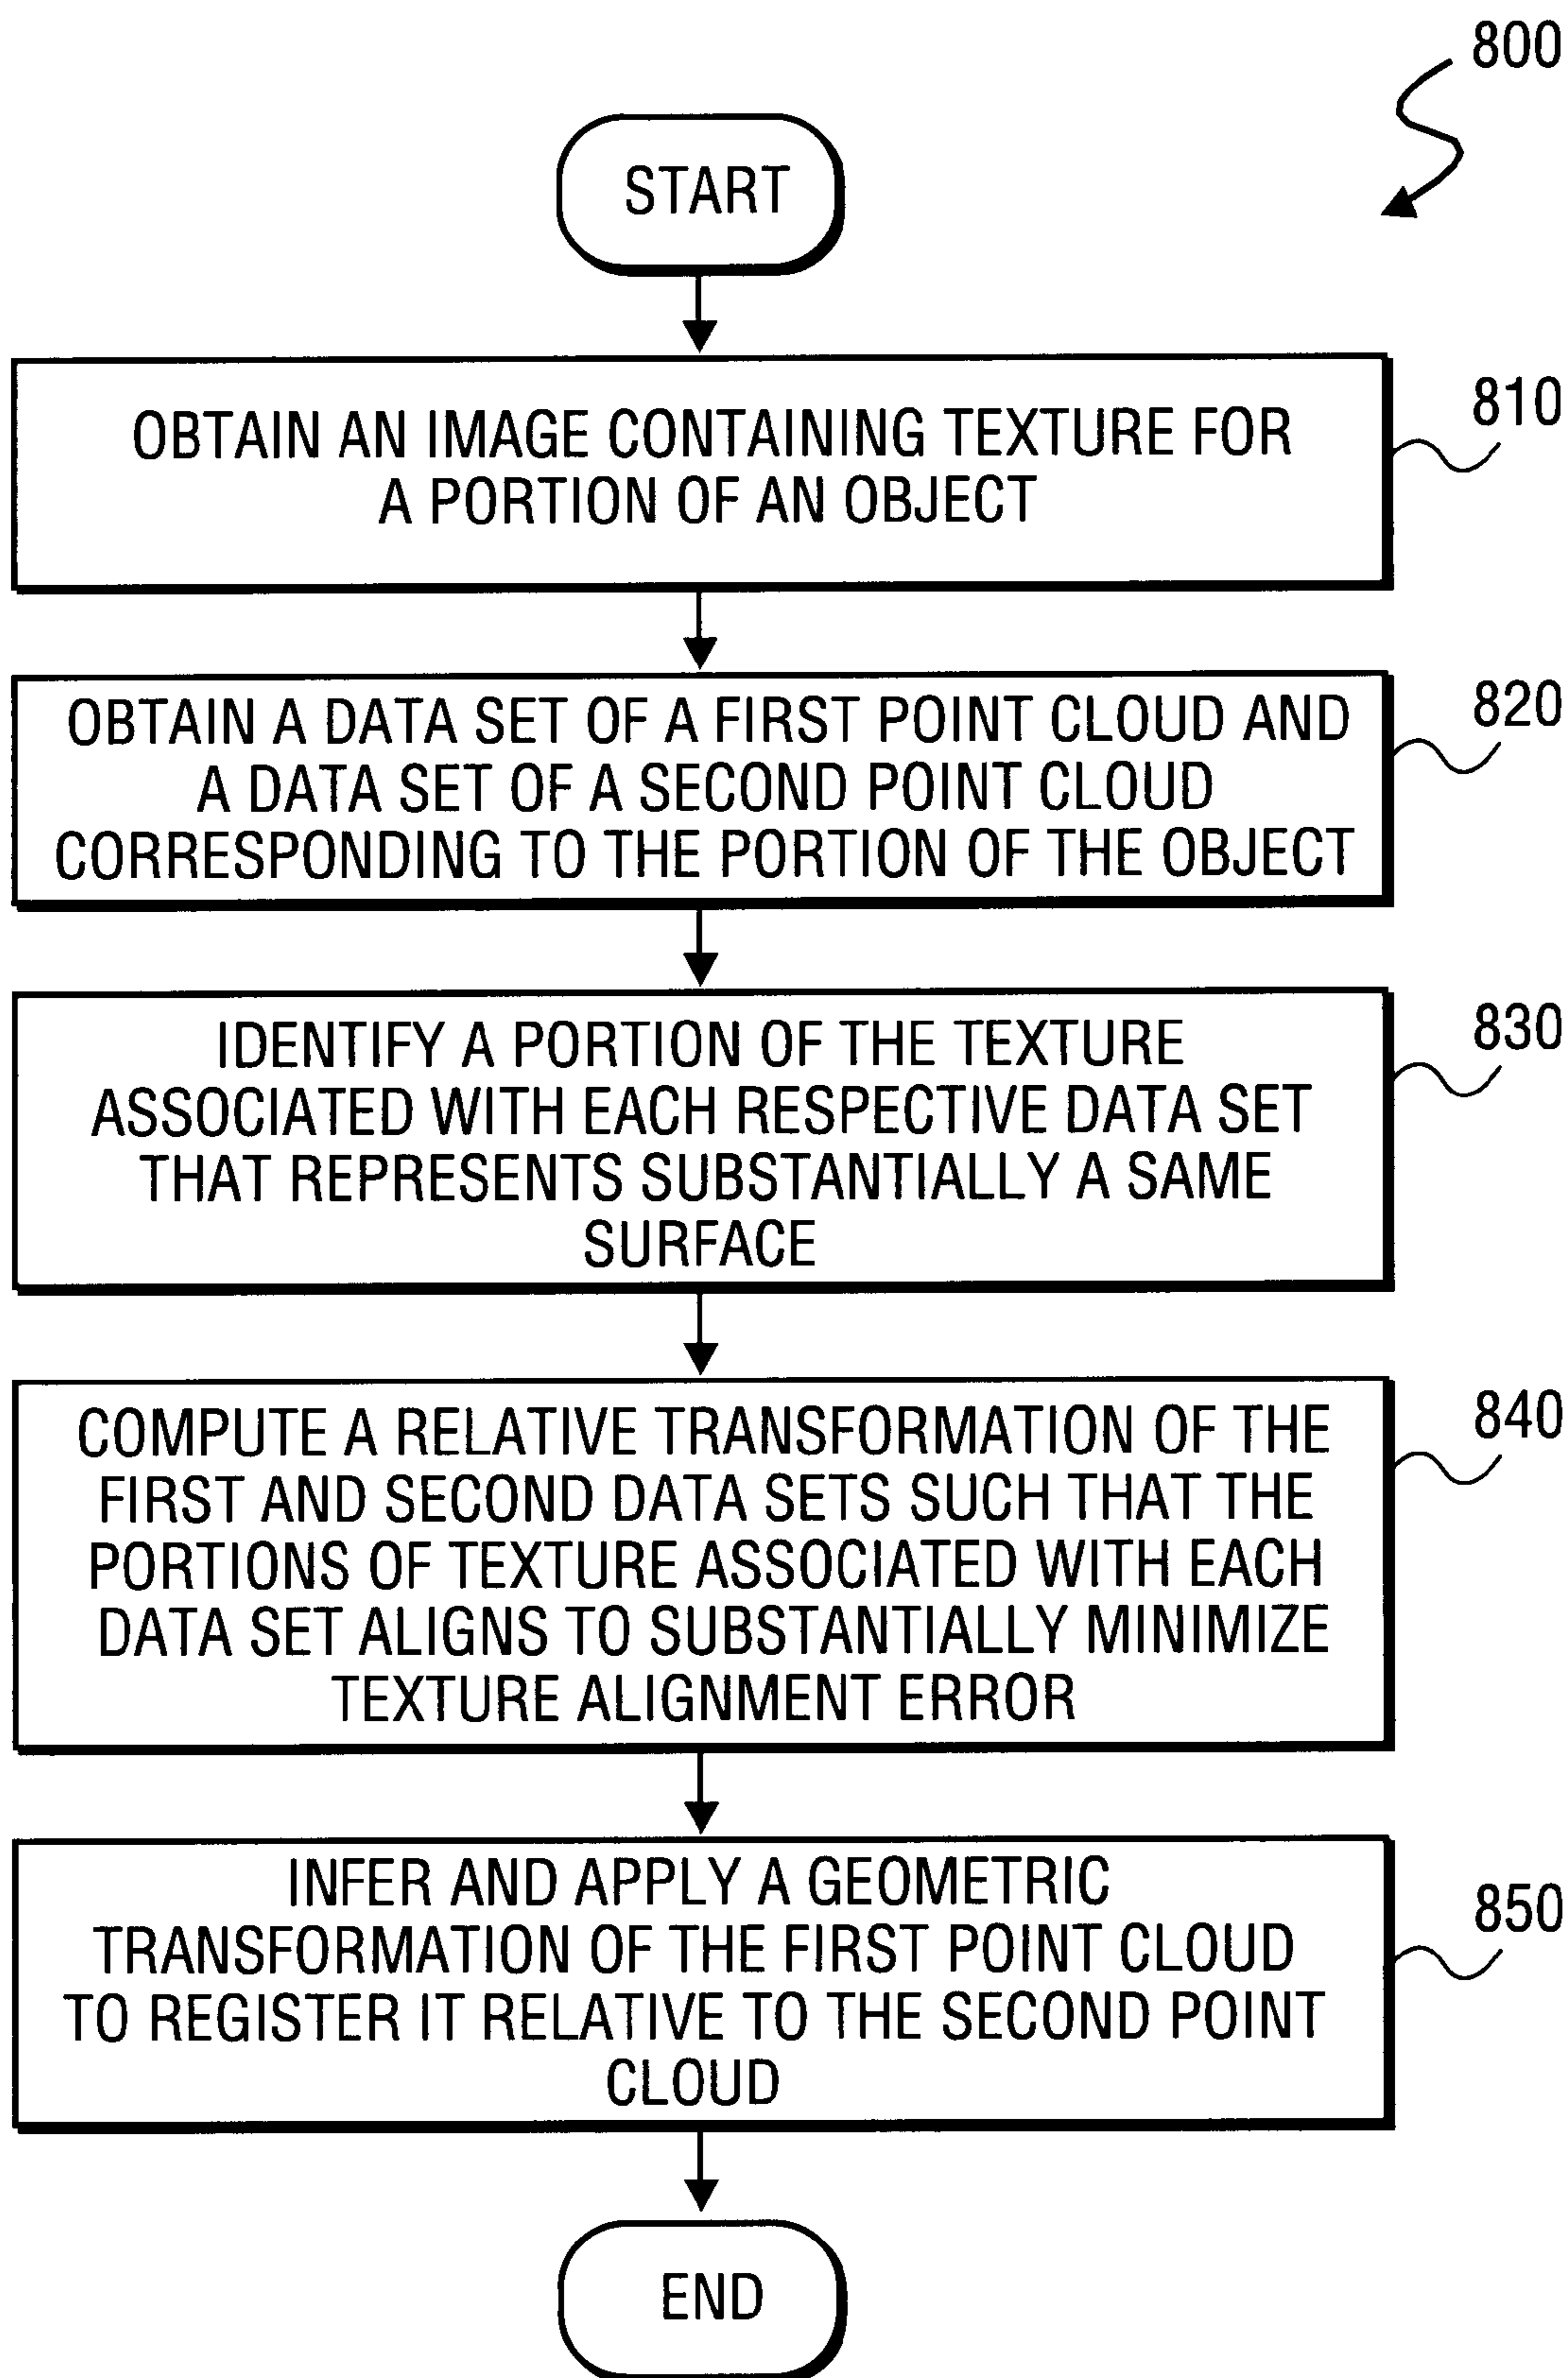 800
START
OBTAIN AN IMAGE CONTAINING TEXTURE FOR
A PORTION OF AN OBJECT
810
OBTAIN A DATA SET OF A FIRST POINT CLOUD AND
A DATA SET OF A SECOND POINT CLOUD
CORRESPONDING TO THE PORTION OF THE OBJECT
820
IDENTIFY A PORTION OF THE TEXTURE
ASSOCIATED WITH EACH RESPECTIVE DATA SET
THAT REPRESENTS SUBSTANTIALLY A SAME
SURFACE
830
COMPUTE A RELATIVE TRANSFORMATION OF THE
FIRST AND SECOND DATA SETS SUCH THAT THE
PORTIONS OF TEXTURE ASSOCIATED WITH EACH
DATA SET ALIGNS TO SUBSTANTIALLY MINIMIZE
TEXTURE ALIGNMENT ERROR
840
INFER AND APPLY A GEOMETRIC
TRANSFORMATION OF THE FIRST POINT CLOUD
TO REGISTER IT RELATIVE TO THE SECOND POINT
CLOUD
850
END